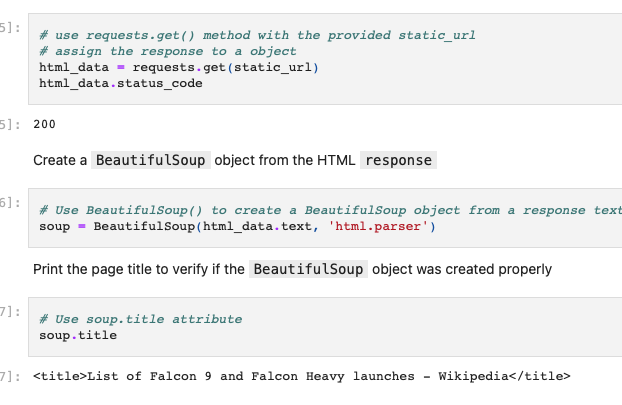 5]:
# use requests.get() method with the provided static_url
# assign the response to a object
html_data = requests.get(static_url)
html_data.status_code
5]: 200
Create a BeautifulSoup object from the HTML response
6]:
# Use BeautifulSoup() to create a BeautifulSoup object from a response text
soup = BeautifulSoup(html_data.text, 'html.parser')
Print the page title to verify if the BeautifulSoup object was created properly
7]:
# Use soup.title attribute
soup.title
7]: <title>List of Falcon 9 and Falcon Heavy launches - Wikipedia</title>